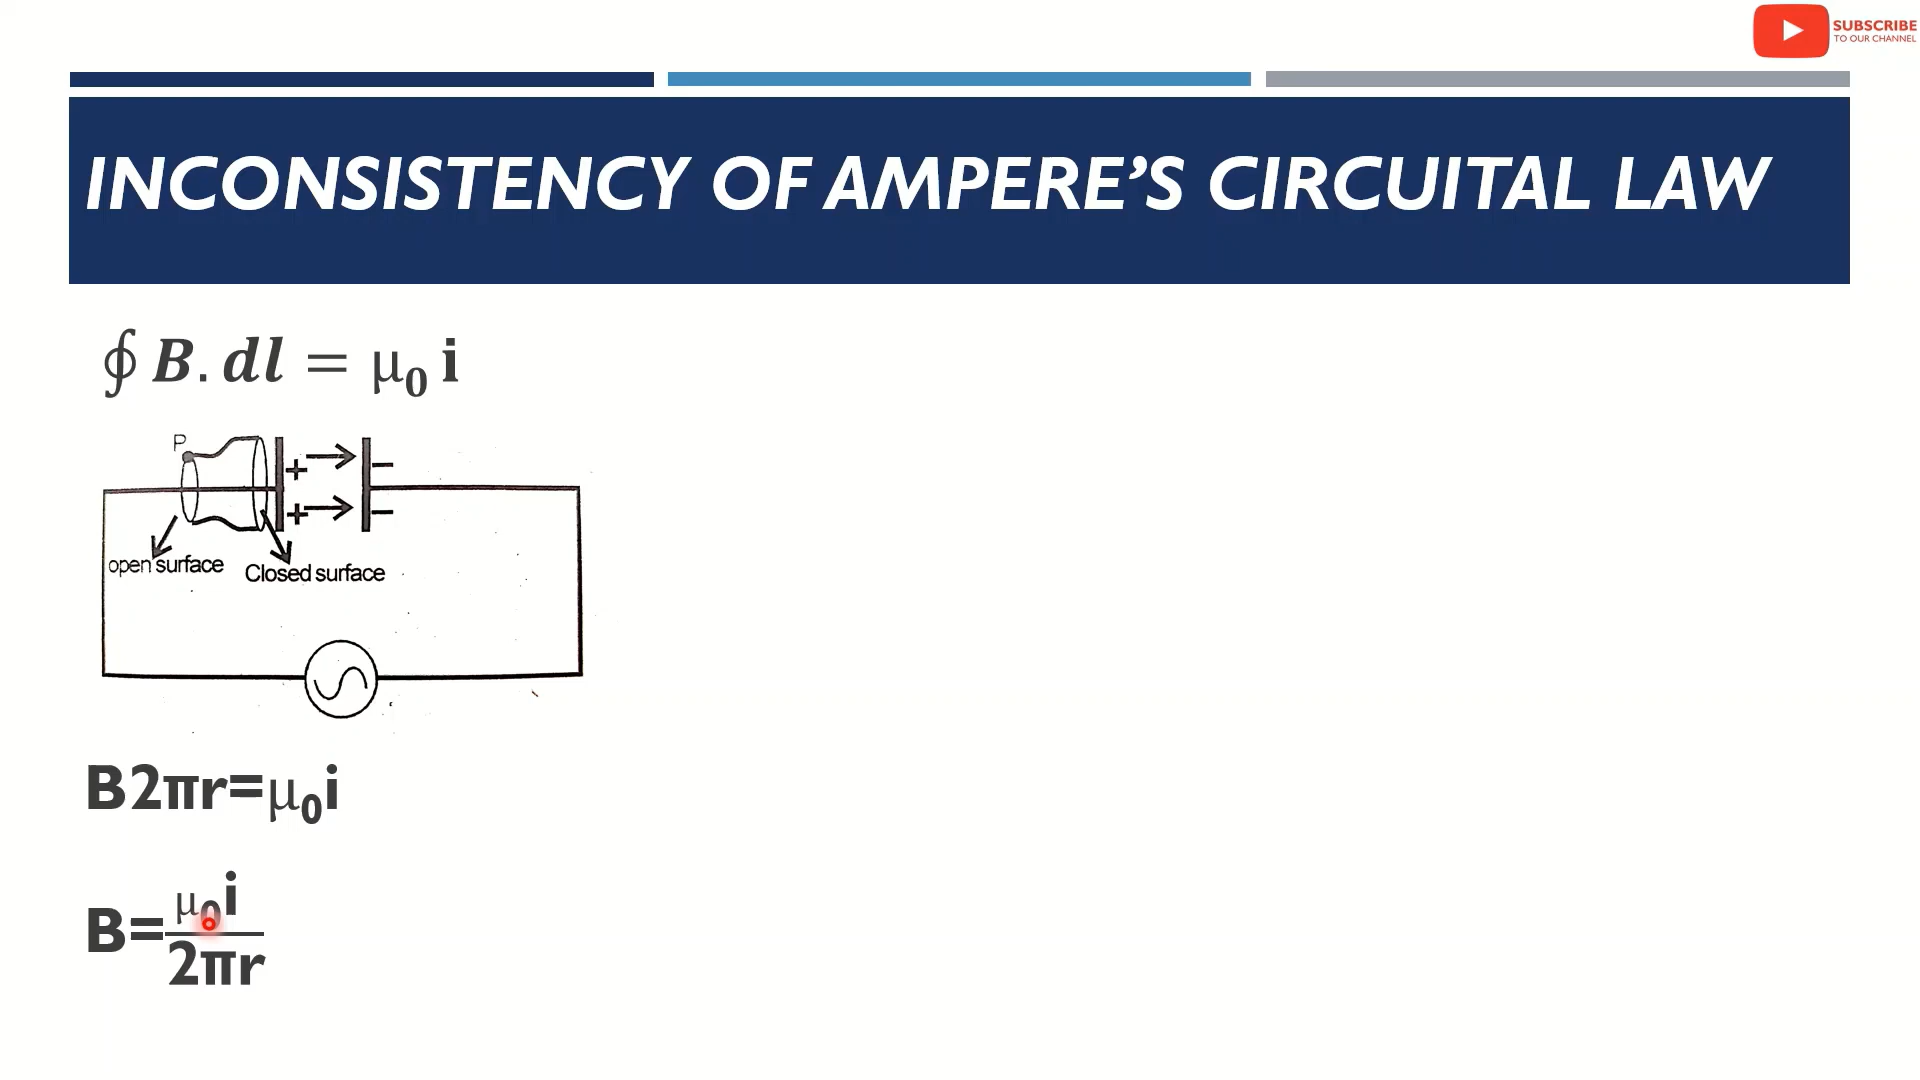 SUBSCRIBE
TO OUR CHANNEL
INCONSISTENCY OF AMPERE’S CIRCUITAL LAW
∮ B. dl = μ₀ i
P
+ −
+ −
open surface
Closed surface
B2πr=μ₀i
B=μ₀i/2πr